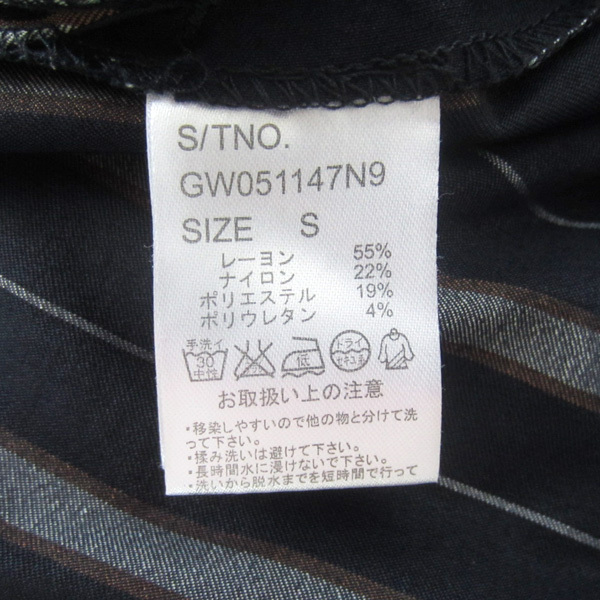 S/TNO.
GW051147N9
SIZE S
レーヨン 55%
ナイロン 22%
ポリエステル 19%
ポリウレタン 4%
手洗イ
30
中性
低
ドライ
セキユ系
お取扱い上の注意
・移染しやすいので他の物と分けて洗
って下さい。
・揉み洗いは避けて下さい。
・長時間水に浸けないで下さい。
・洗いから脱水までを短時間で行って